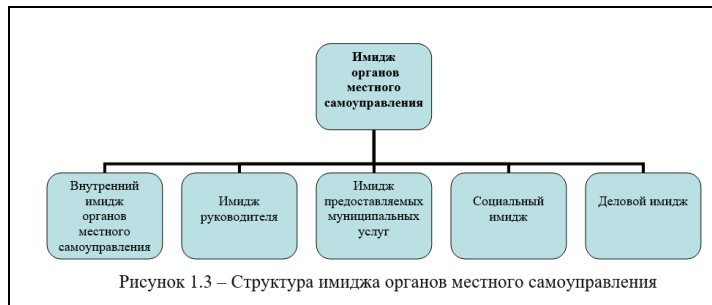 Имидж
органов
местного
самоуправления
Внутренний
имидж
органов
местного
самоуправления
Имидж
руководителя
Имидж
предоставляемых
муниципальных
услуг
Социальный
имидж
Деловой имидж
Рисунок 1.3 – Структура имиджа органов местного самоуправления